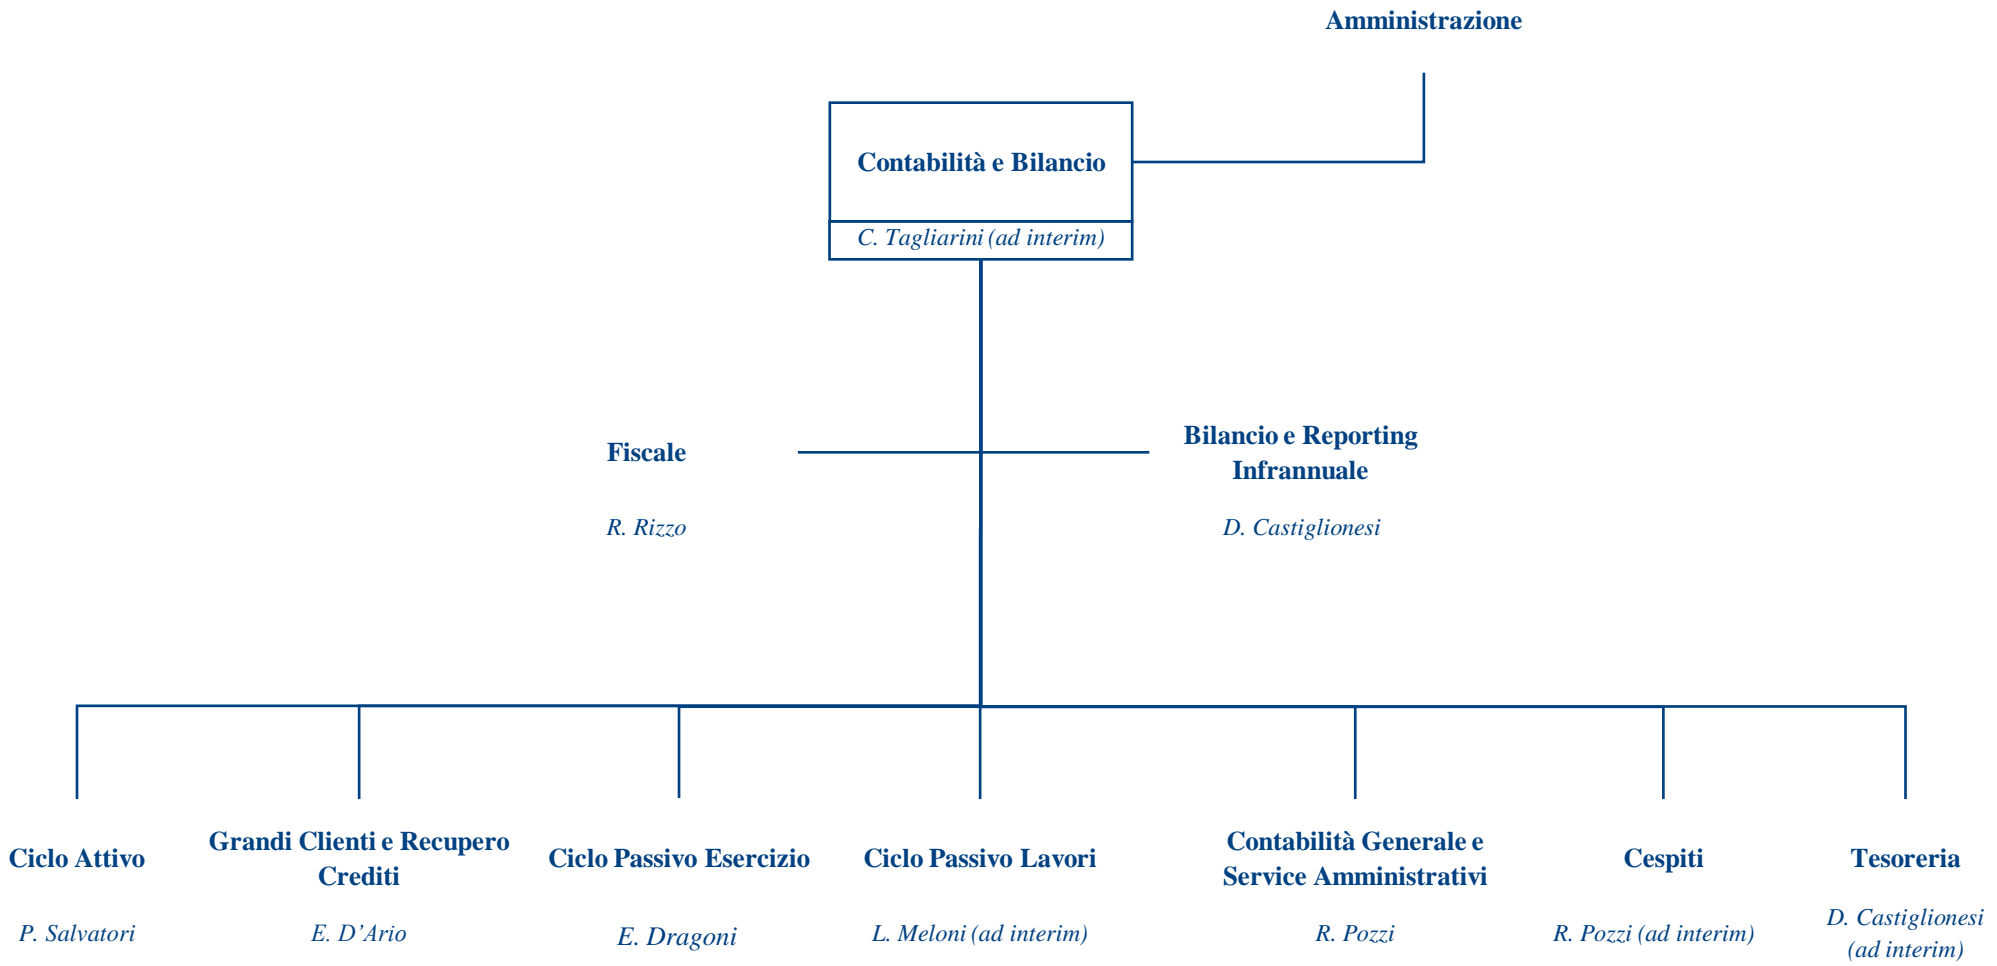 Amministrazione
Contabilità e Bilancio
C. Tagliarini (ad interim)
Fiscale
R. Rizzo
Bilancio e Reporting
Infrannuale
D. Castiglionesi
Ciclo Attivo
P. Salvatori
Grandi Clienti e Recupero
Crediti
E. D’Ario
Ciclo Passivo Esercizio
E. Dragoni
Ciclo Passivo Lavori
L. Meloni (ad interim)
Contabilità Generale e
Service Amministrativi
R. Pozzi
Cespiti
R. Pozzi (ad interim)
Tesoreria
D. Castiglionesi
(ad interim)